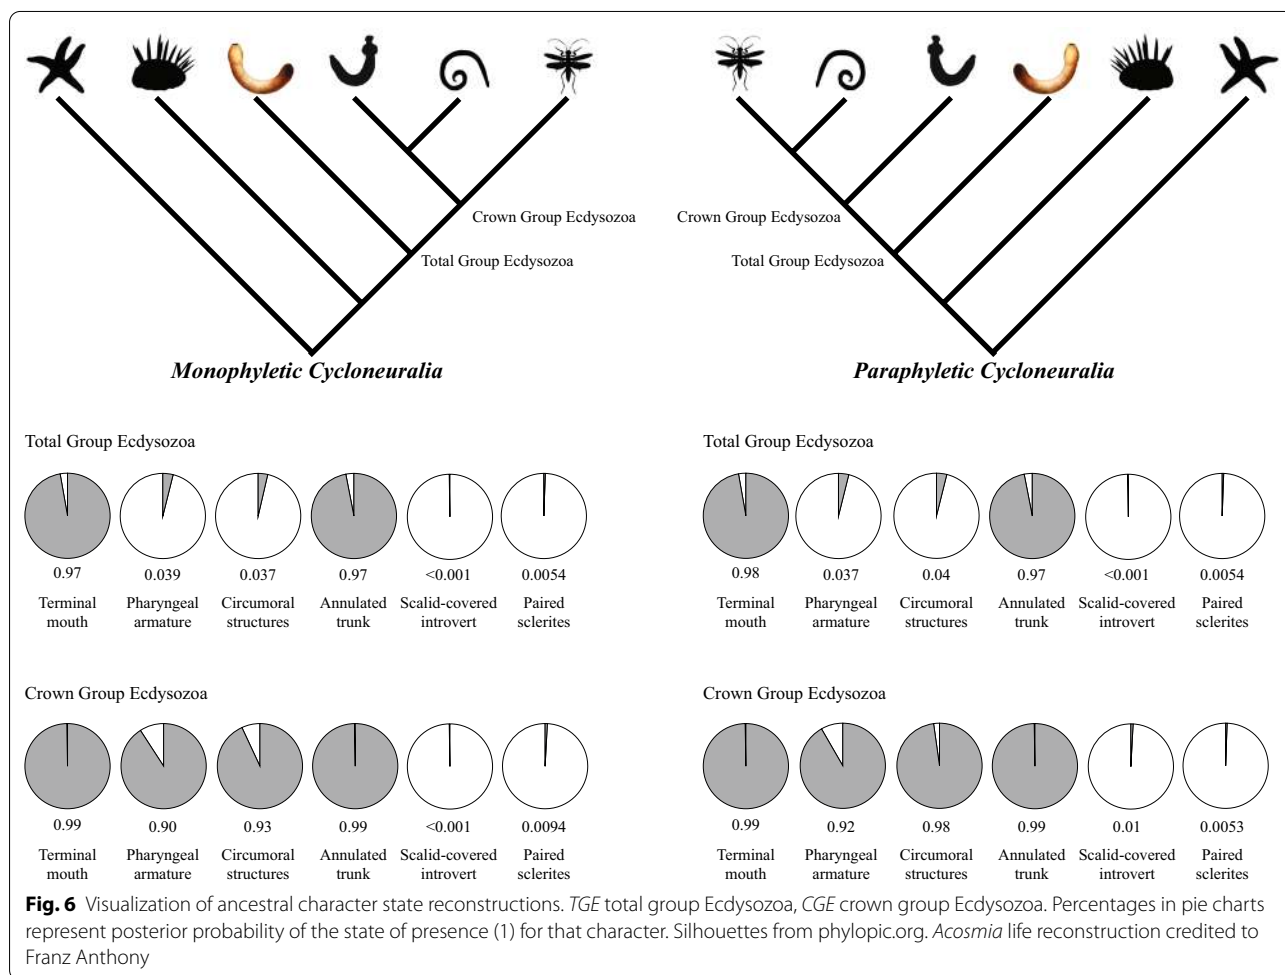 Crown Group Ecdysozoa
Total Group Ecdysozoa
Monophyletic Cycloneuralia
Crown Group Ecdysozoa
Total Group Ecdysozoa
Paraphyletic Cycloneuralia
Total Group Ecdysozoa
0.97 0.039 0.037 0.97 <0.001 0.0054
Terminal Pharyngeal Circumoral Annulated Scalid-covered Paired
mouth armature structures trunk introvert sclerites
Total Group Ecdysozoa
0.98 0.037 0.04 0.97 <0.001 0.0054
Terminal Pharyngeal Circumoral Annulated Scalid-covered Paired
mouth armature structures trunk introvert sclerites
Crown Group Ecdysozoa
0.99 0.90 0.93 0.99 <0.001 0.0094
Terminal Pharyngeal Circumoral Annulated Scalid-covered Paired
mouth armature structures trunk introvert sclerites
Crown Group Ecdysozoa
0.99 0.92 0.98 0.99 0.01 0.0053
Terminal Pharyngeal Circumoral Annulated Scalid-covered Paired
mouth armature structures trunk introvert sclerites
Fig. 6 Visualization of ancestral character state reconstructions. TGE total group Ecdysozoa, CGE crown group Ecdysozoa. Percentages in pie charts
represent posterior probability of the state of presence (1) for that character. Silhouettes from phylopic.org. Acosmia life reconstruction credited to
Franz Anthony